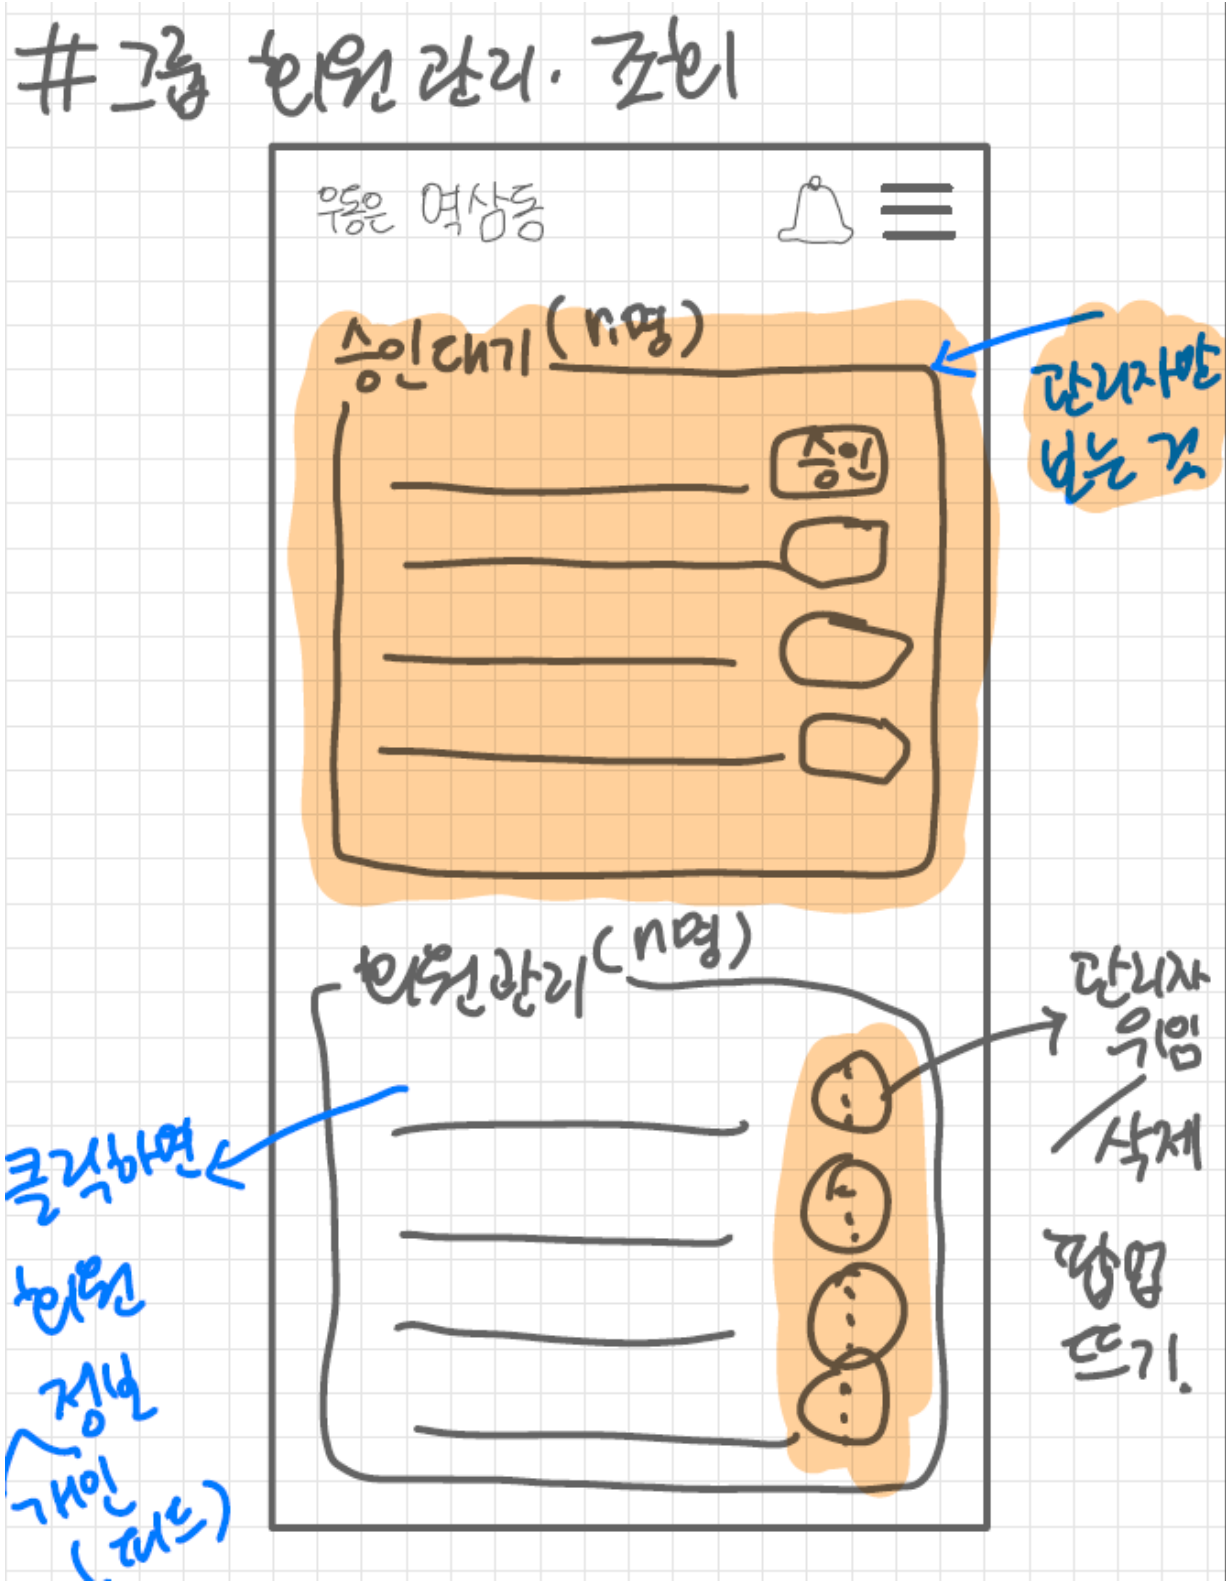 #그룹 회원 관리. 조회
우동은 역삼동
승인대기 (n명)
관리자만
보는 것
승인
회원관리 (n명)
관리자
위임
/ 삭제
팝업
뜨기.
클릭하면
회원
정보
개인
(피드)